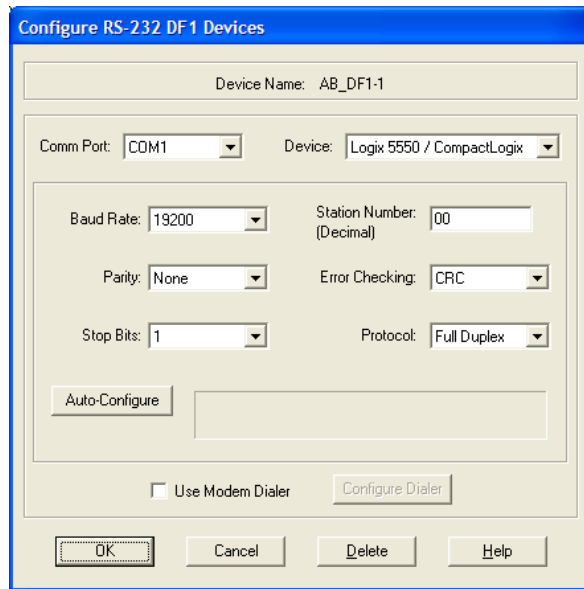 Configure RS-232 DF1 Devices
Device Name: AB_DF1-1
Comm Port: COM1 Device: Logix 5550 / CompactLogix
Baud Rate: 19200 Station Number: 00
(Decimal)
Parity: None Error Checking: CRC
Stop Bits: 1 Protocol: Full Duplex
Auto-Configure
Use Modem Dialer Configure Dialer
OK Cancel Delete Help